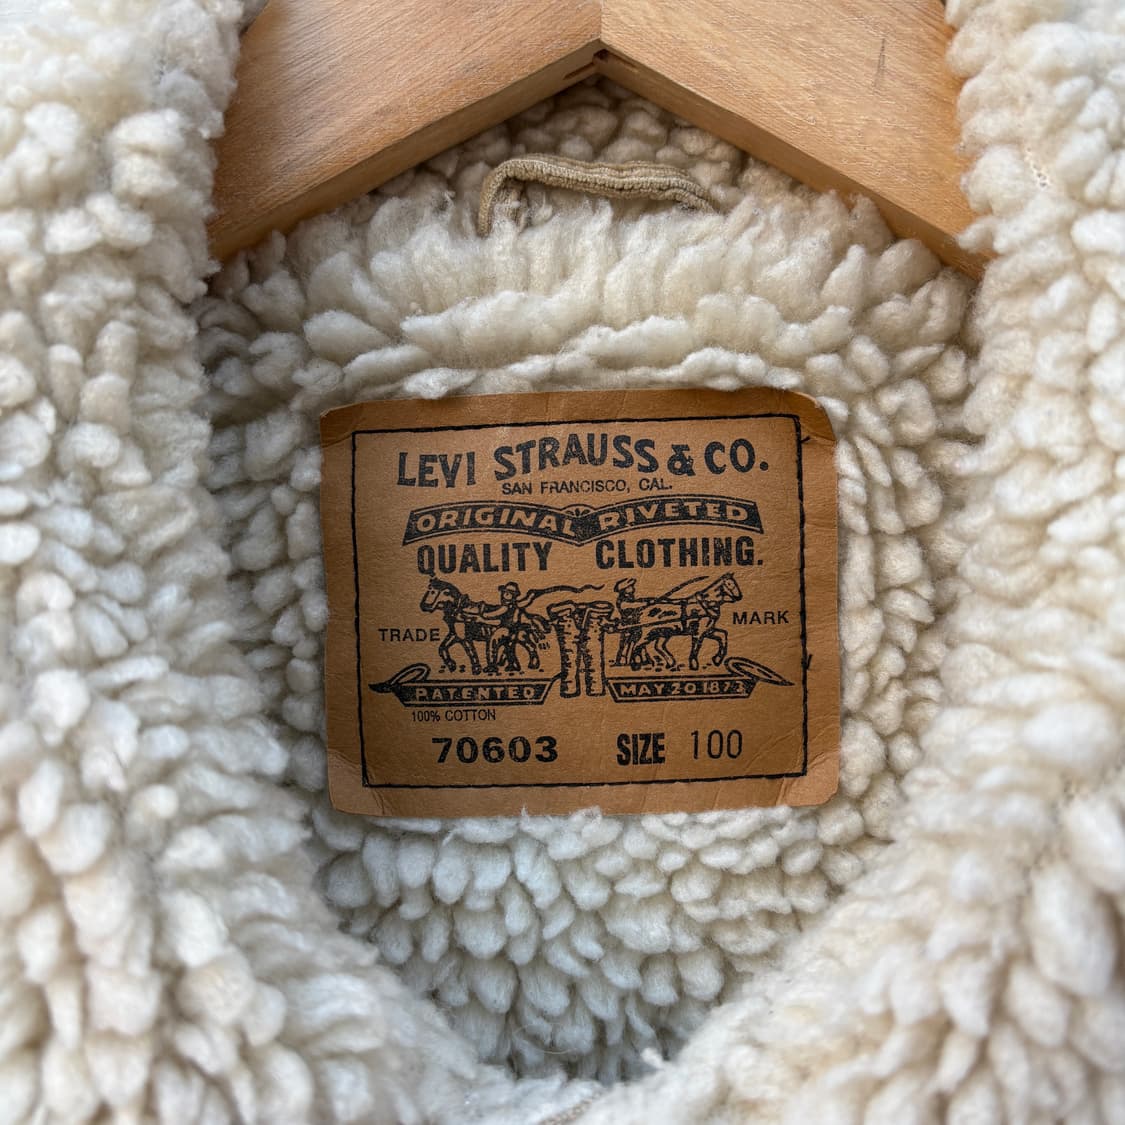 LEVI STRAUSS & CO.
SAN FRANCISCO, CAL.
ORIGINAL RIVETED
QUALITY CLOTHING.
TRADE MARK
PATENTED MAY 20 1873
100% COTTON
70603 SIZE 100